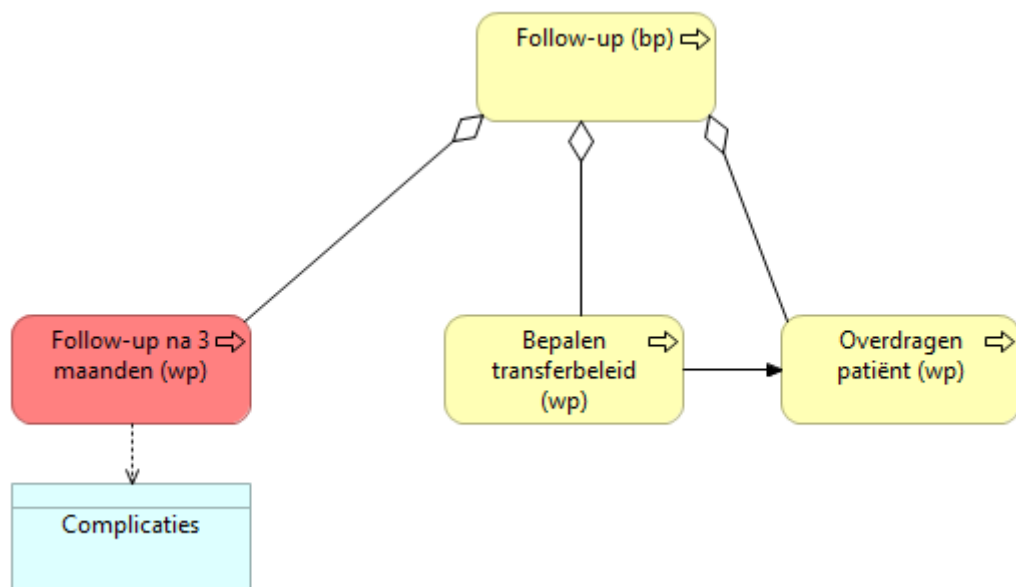 Follow-up (bp)
Follow-up na 3
maanden (wp)
Bepalen
transferbeleid
(wp)
Overdragen
patiënt (wp)
Complicaties